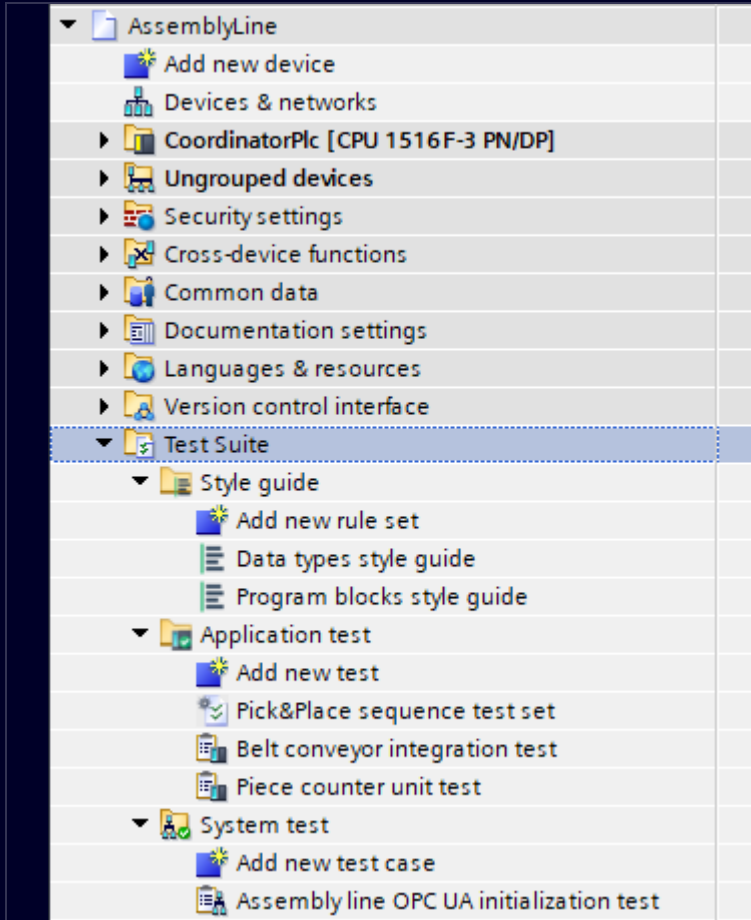 AssemblyLine
Add new device
Devices & networks
CoordinatorPlc [CPU 1516F-3 PN/DP]
Ungrouped devices
Security settings
Cross-device functions
Common data
Documentation settings
Languages & resources
Version control interface
Test Suite
Style guide
Add new rule set
Data types style guide
Program blocks style guide
Application test
Add new test
Pick&Place sequence test set
Belt conveyor integration test
Piece counter unit test
System test
Add new test case
Assembly line OPC UA initialization test